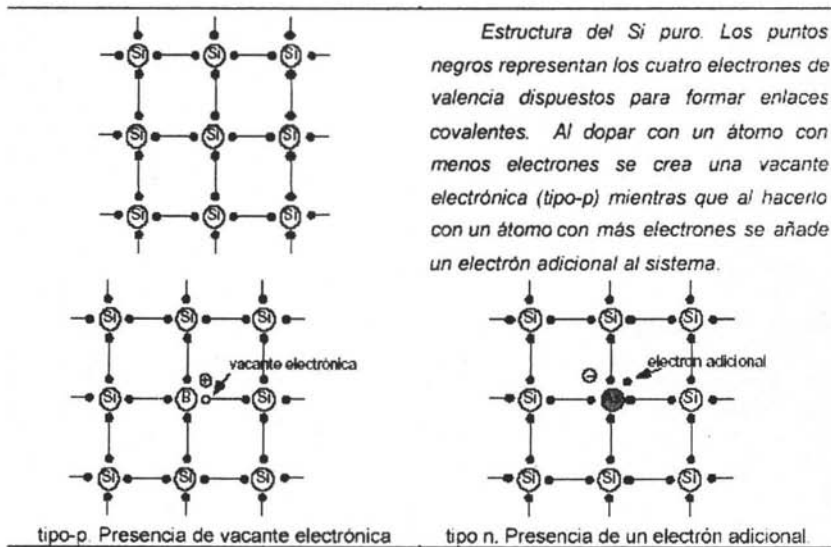 Estructura del Si puro. Los puntos
negros representan los cuatro electrones de
valencia dispuestos para formar enlaces
covalentes. Al dopar con un átomo con
menos electrones se crea una vacante
electrónica (tipo-p) mientras que al hacerlo
con un átomo con más electrones se añade
un electrón adicional al sistema.
Si Si Si
Si Si Si
Si Si Si
Si Si Si
vacante electrónica
Si B Si
Si Si Si
tipo-p. Presencia de vacante electrónica
Si Si Si
electron adicional
Si As Si
Si Si Si
tipo n. Presencia de un electrón adicional.